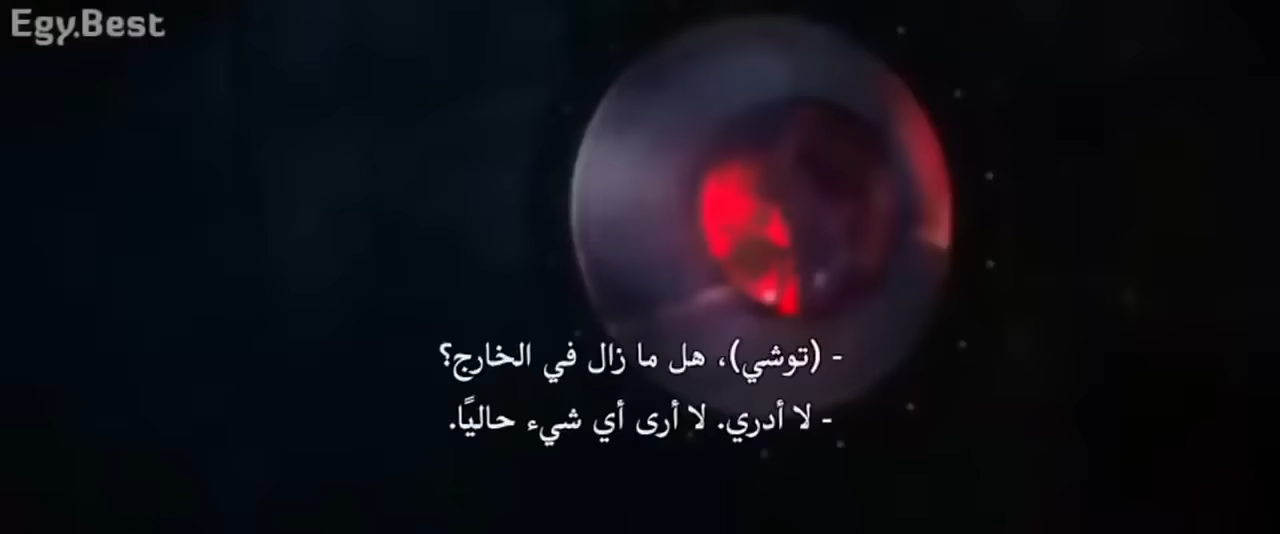 Egy.Best
- (توشي)، هل ما زال في الخارج؟
- لا أدري. لا أرى أي شيء حاليًا.